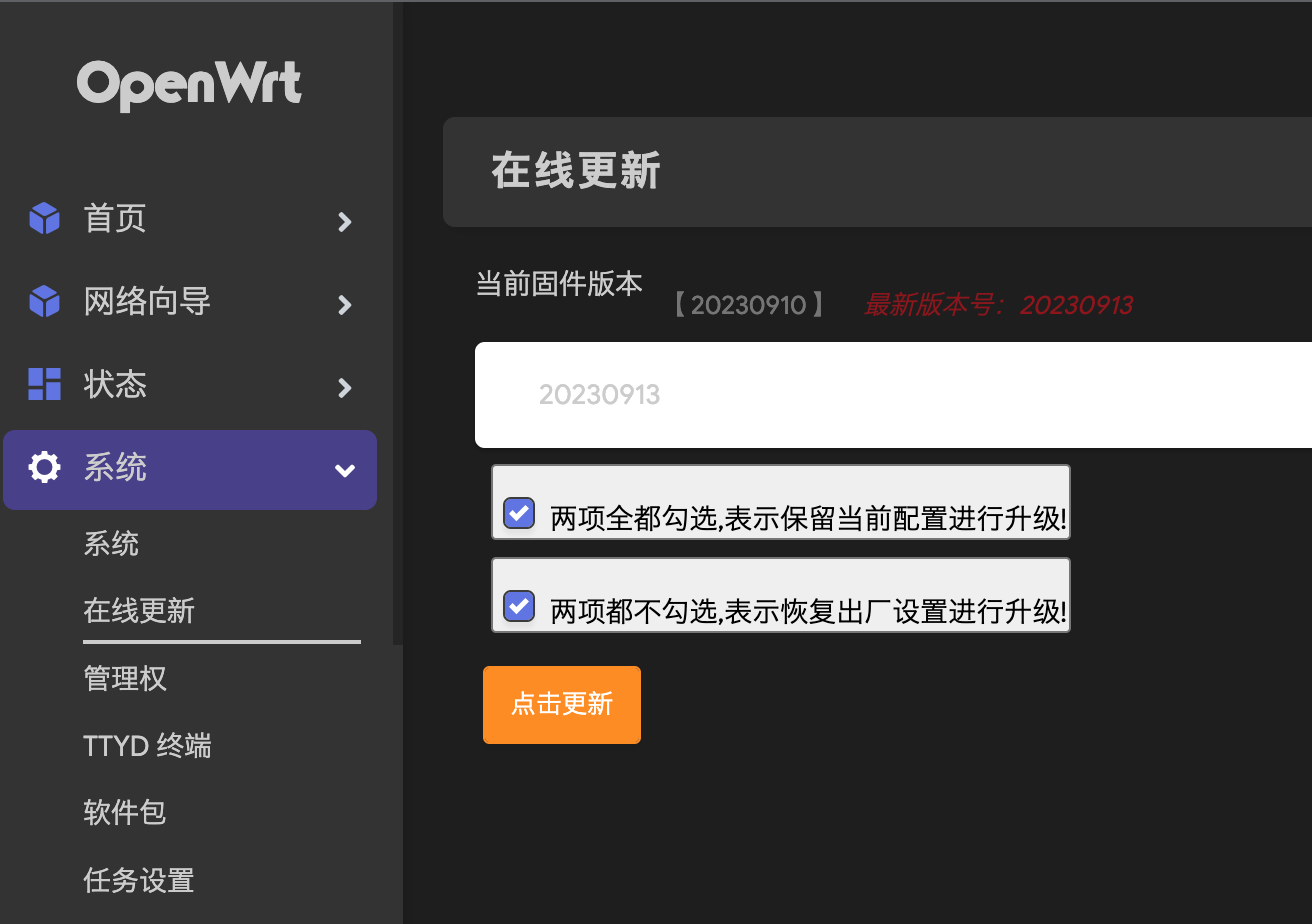 OpenWrt
首页
网络向导
状态
系统
系统
在线更新
管理权
TTYD 终端
软件包
任务设置
在线更新
当前固件版本
【 20230910 】 最新版本号：20230913
20230913
两项全都勾选,表示保留当前配置进行升级!
两项都不勾选,表示恢复出厂设置进行升级!
点击更新